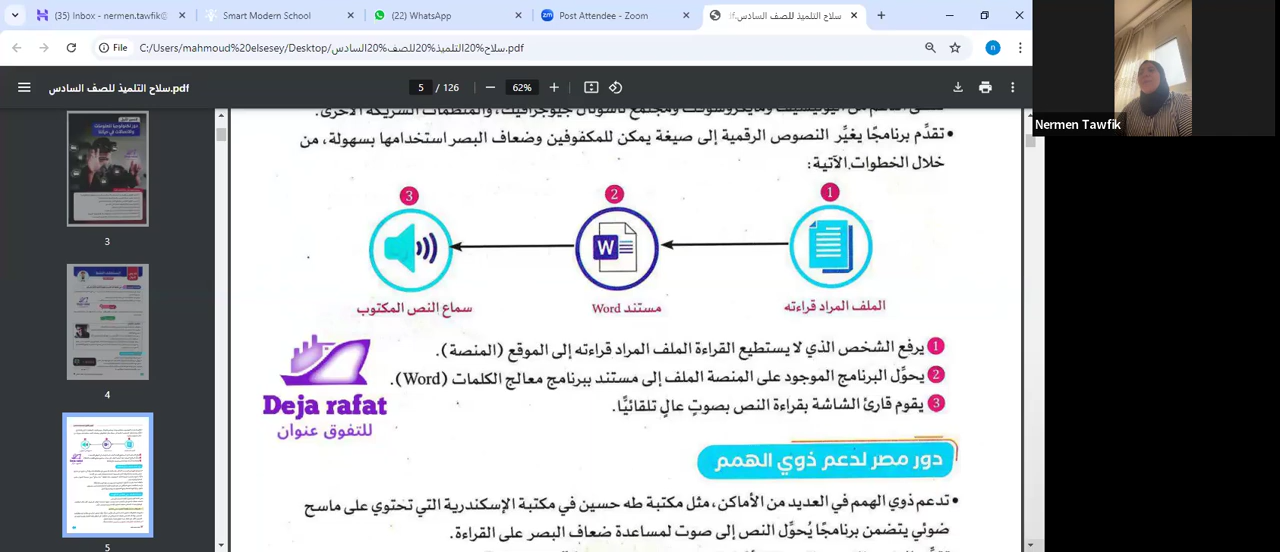 (35) Inbox - nermen.tawfik@
Smart Modern School
(22) WhatsApp
Post Attendee - Zoom
سلاح التلميذ للصف السادس.
File
C:/Users/mahmoud%20elsesey/Desktop/سلاح%20التلميذ%20للصف%20السادس.pdf
n
سلاح التلميذ للصف السادس.pdf
5 / 126
62%
Nermen Tawfik
3
4
5
• تقدِّم برنامجًا يغيِّر النصوص الرقمية إلى صيغة يمكن للمكفوفين وضعاف البصر استخدامها بسهولة، من
خلال الخطوات الآتية:
1
2
3
W
الملف المراد قراءته
مستند Word
سماع النص المكتوب
1 يرفع الشخص الذي لا يستطيع القراءة الملف المراد قراءته إلى الموقع (المنصة).
2 يحوِّل البرنامج الموجود على المنصة الملف إلى مستند ببرنامج معالج الكلمات (Word).
3 يقوم قارئ الشاشة بقراءة النص بصوتٍ عالٍ تلقائيًّا.
Deja rafat
للتفوق عنوان
دور مصر لدعم ذوي الهمم
• تدعم ذوي الهمم في بعض الأماكن مثل مكتبة طه حسين في مكتبة الإسكندرية التي تحتوي على ماسح
ضوئي يتضمن برنامجًا يُحوِّل النص إلى صوت لمساعدة ضعاف البصر على القراءة.